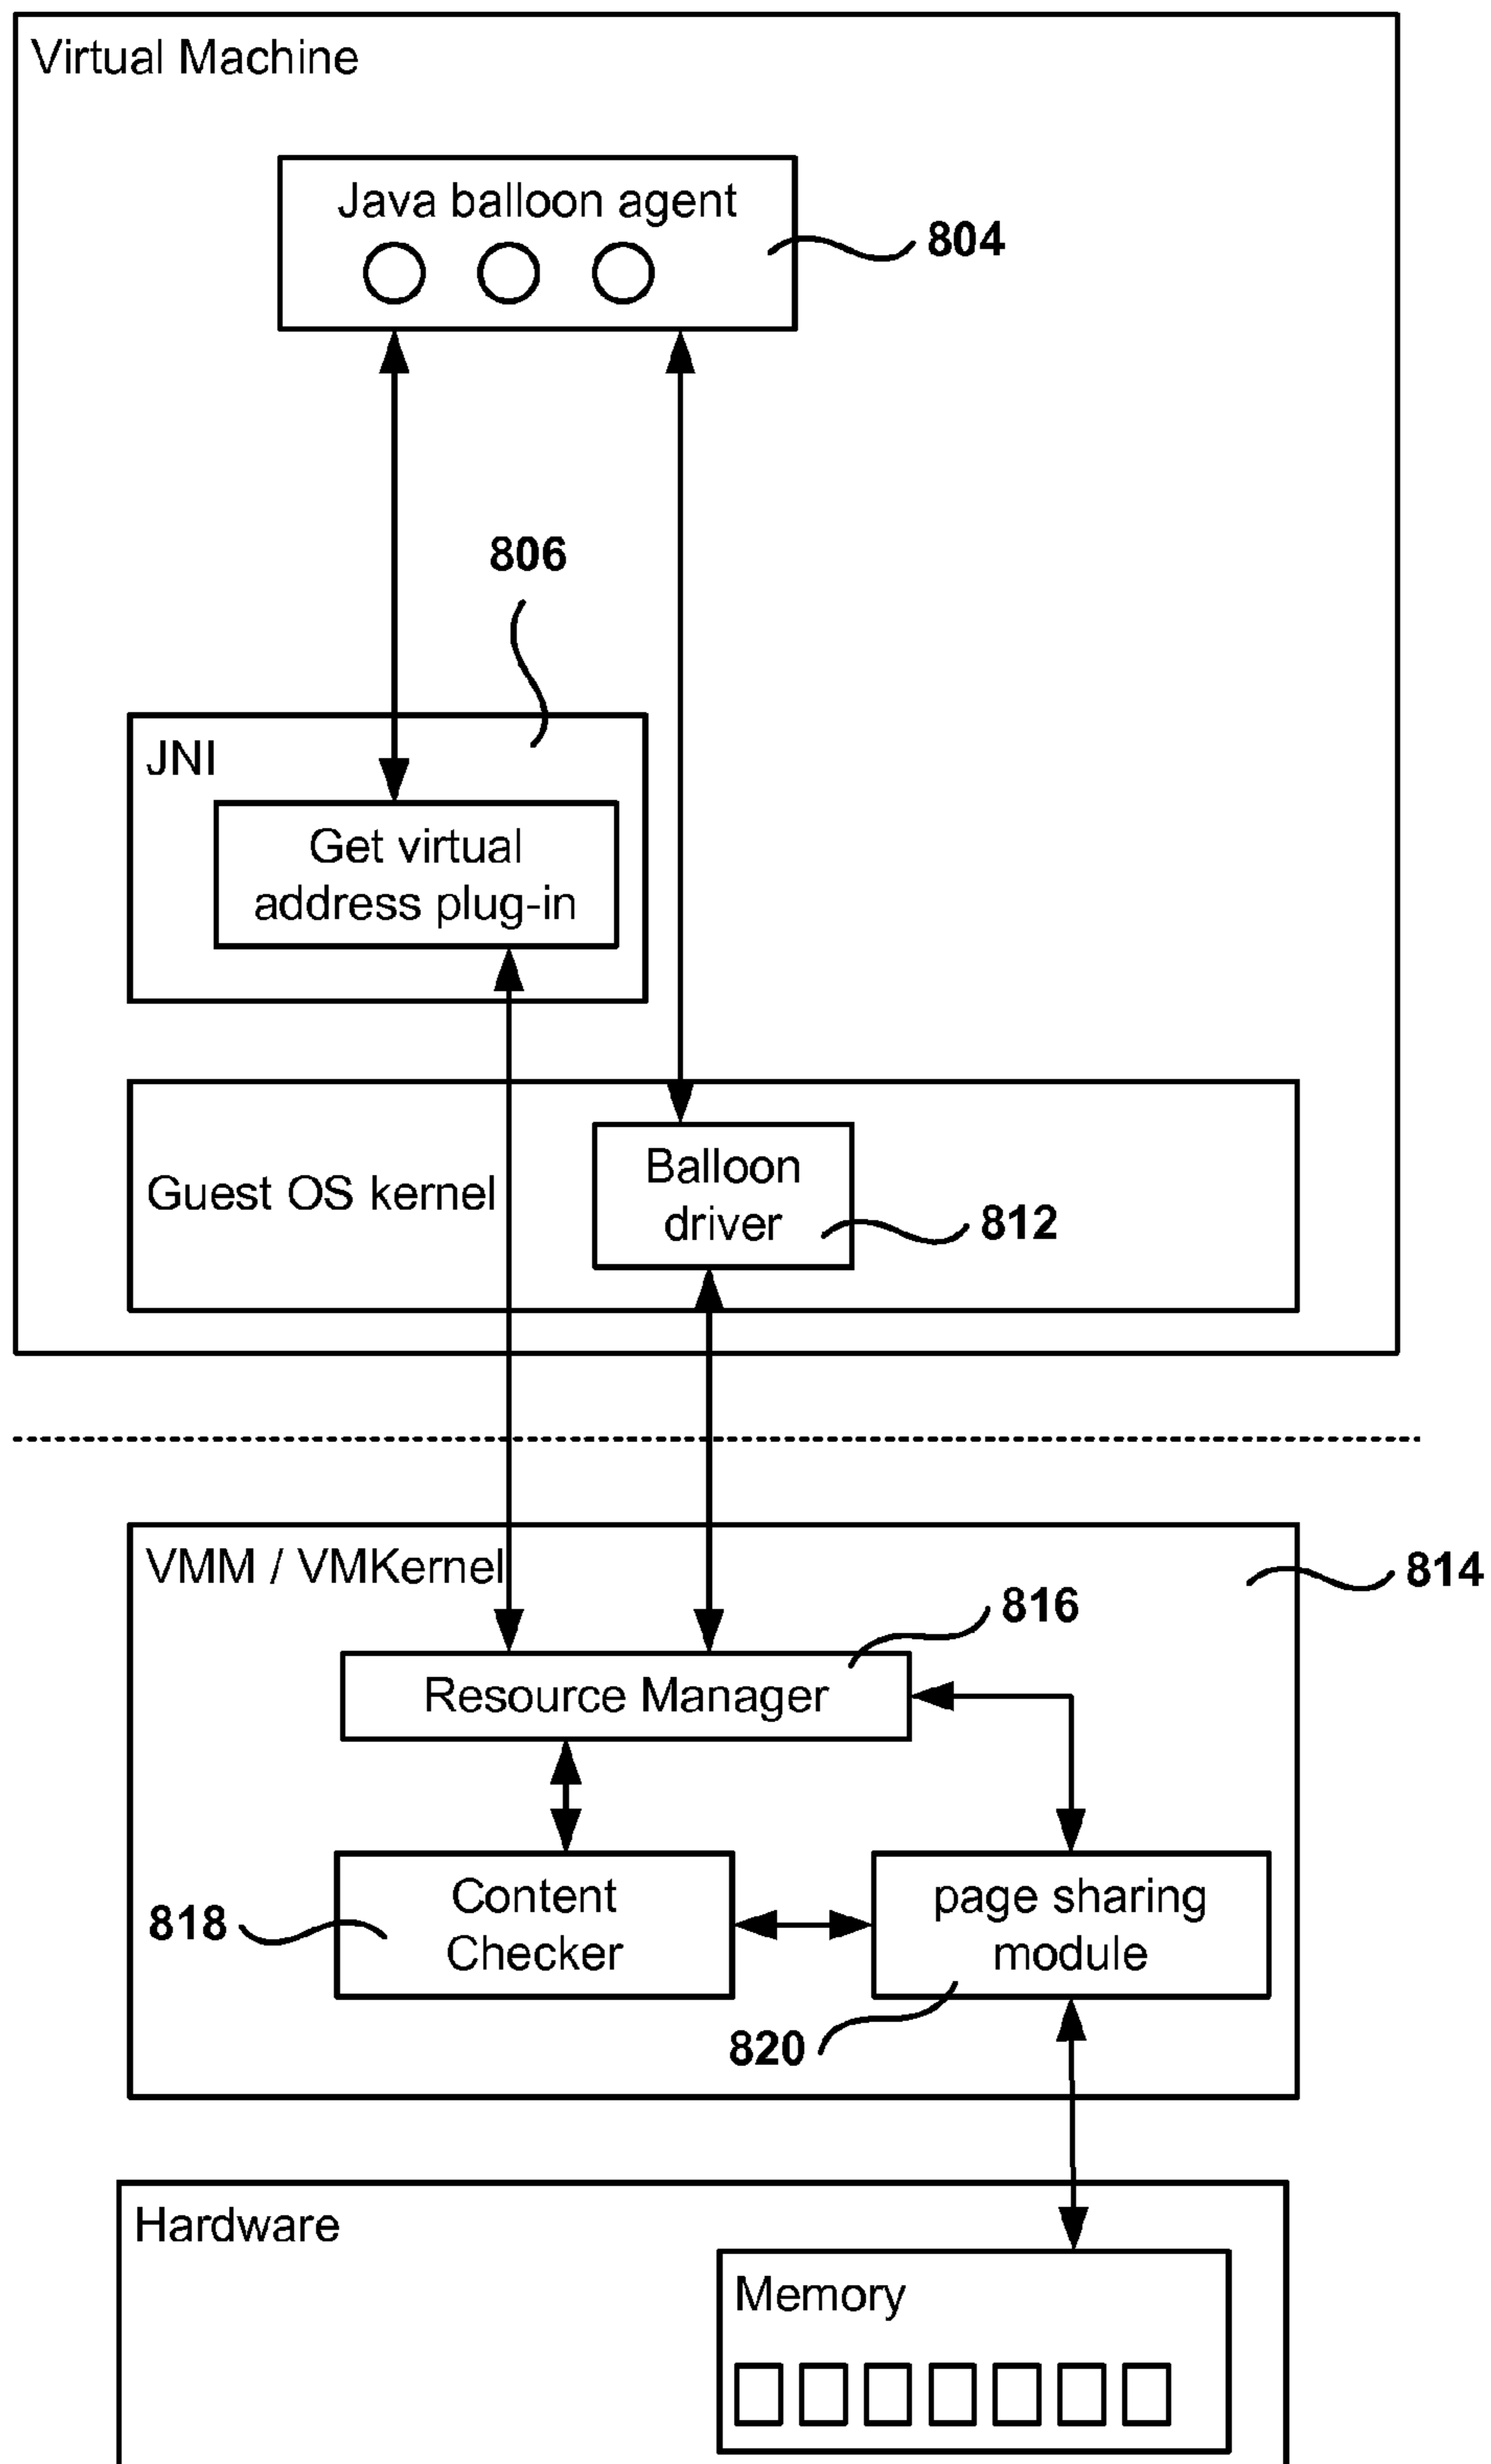 Virtual Machine
Java balloon agent
804
806
JNI
Get virtual
address plug-in
Guest OS kernel
Balloon
driver
812
VMM / VMKernel
814
816
Resource Manager
Content
Checker
818
page sharing
module
820
Hardware
Memory